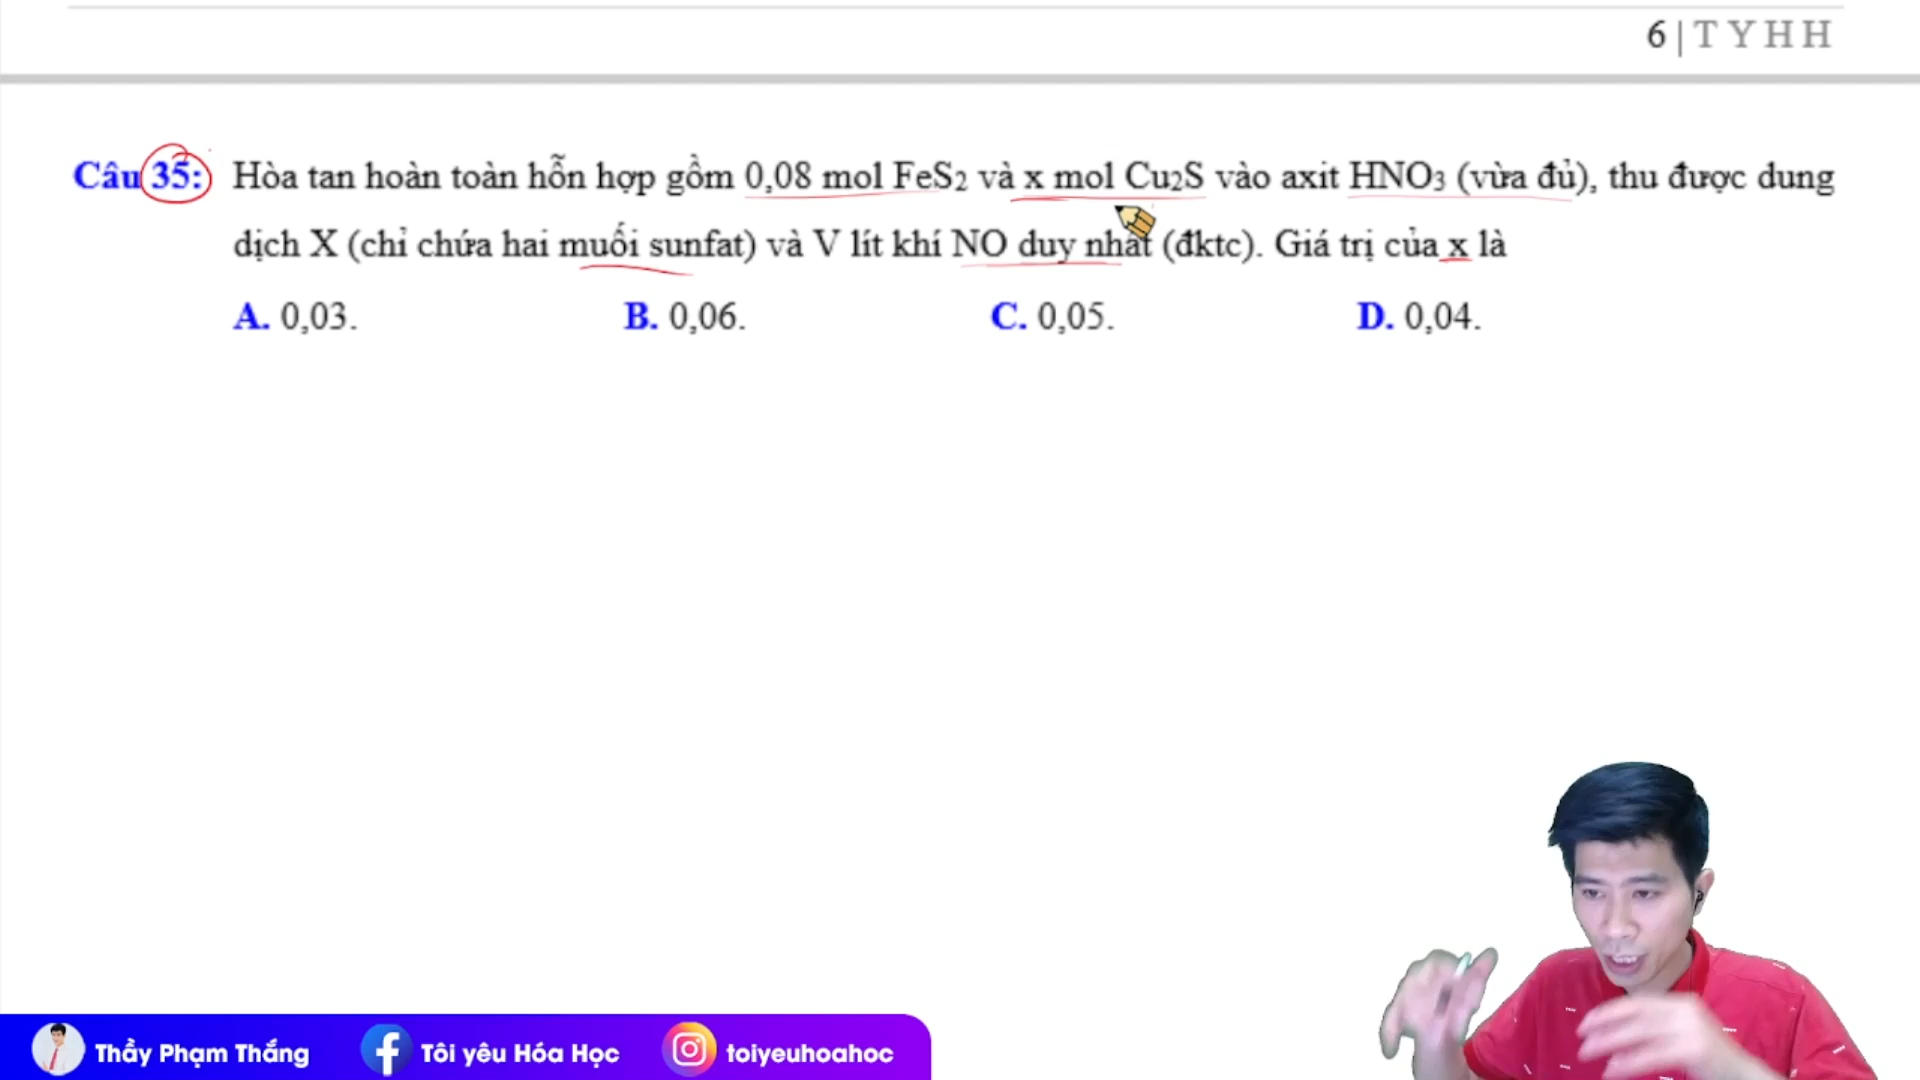 6 | T Y H H
Câu 35: Hòa tan hoàn toàn hỗn hợp gồm 0,08 mol FeS2 và x mol Cu2S vào axit HNO3 (vừa đủ), thu được dung
dịch X (chỉ chứa hai muối sunfat) và V lít khí NO duy nhất (đktc). Giá trị của x là
A. 0,03. B. 0,06. C. 0,05. D. 0,04.
Thầy Phạm Thắng Tôi yêu Hóa Học toiyeuhoahoc